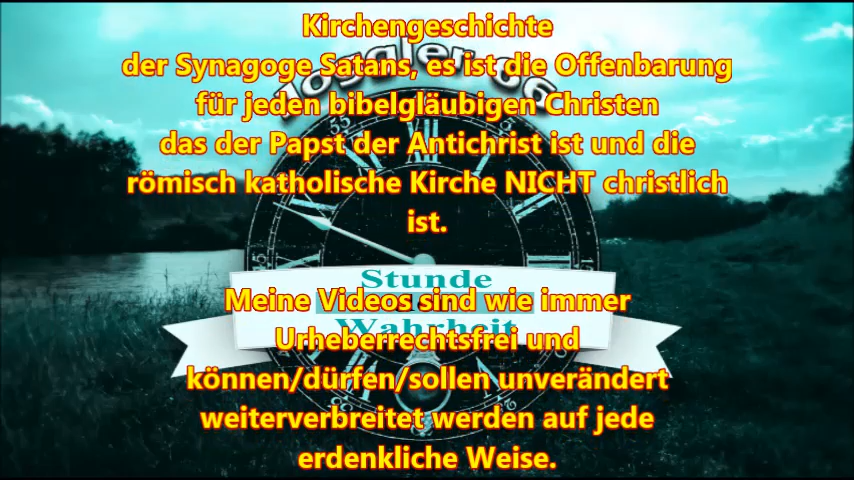 Kirchengeschichte
der Synagoge Satans, es ist die Offenbarung
für jeden bibelgläubigen Christen
das der Papst der Antichrist ist und die
römisch katholische Kirche NICHT christlich
ist.
Stunde
Meine Videos sind wie immer
Wahrheit
Urheberrechtsfrei und
können/dürfen/sollen unverändert
weiterverbreitet werden auf jede
erdenkliche Weise.